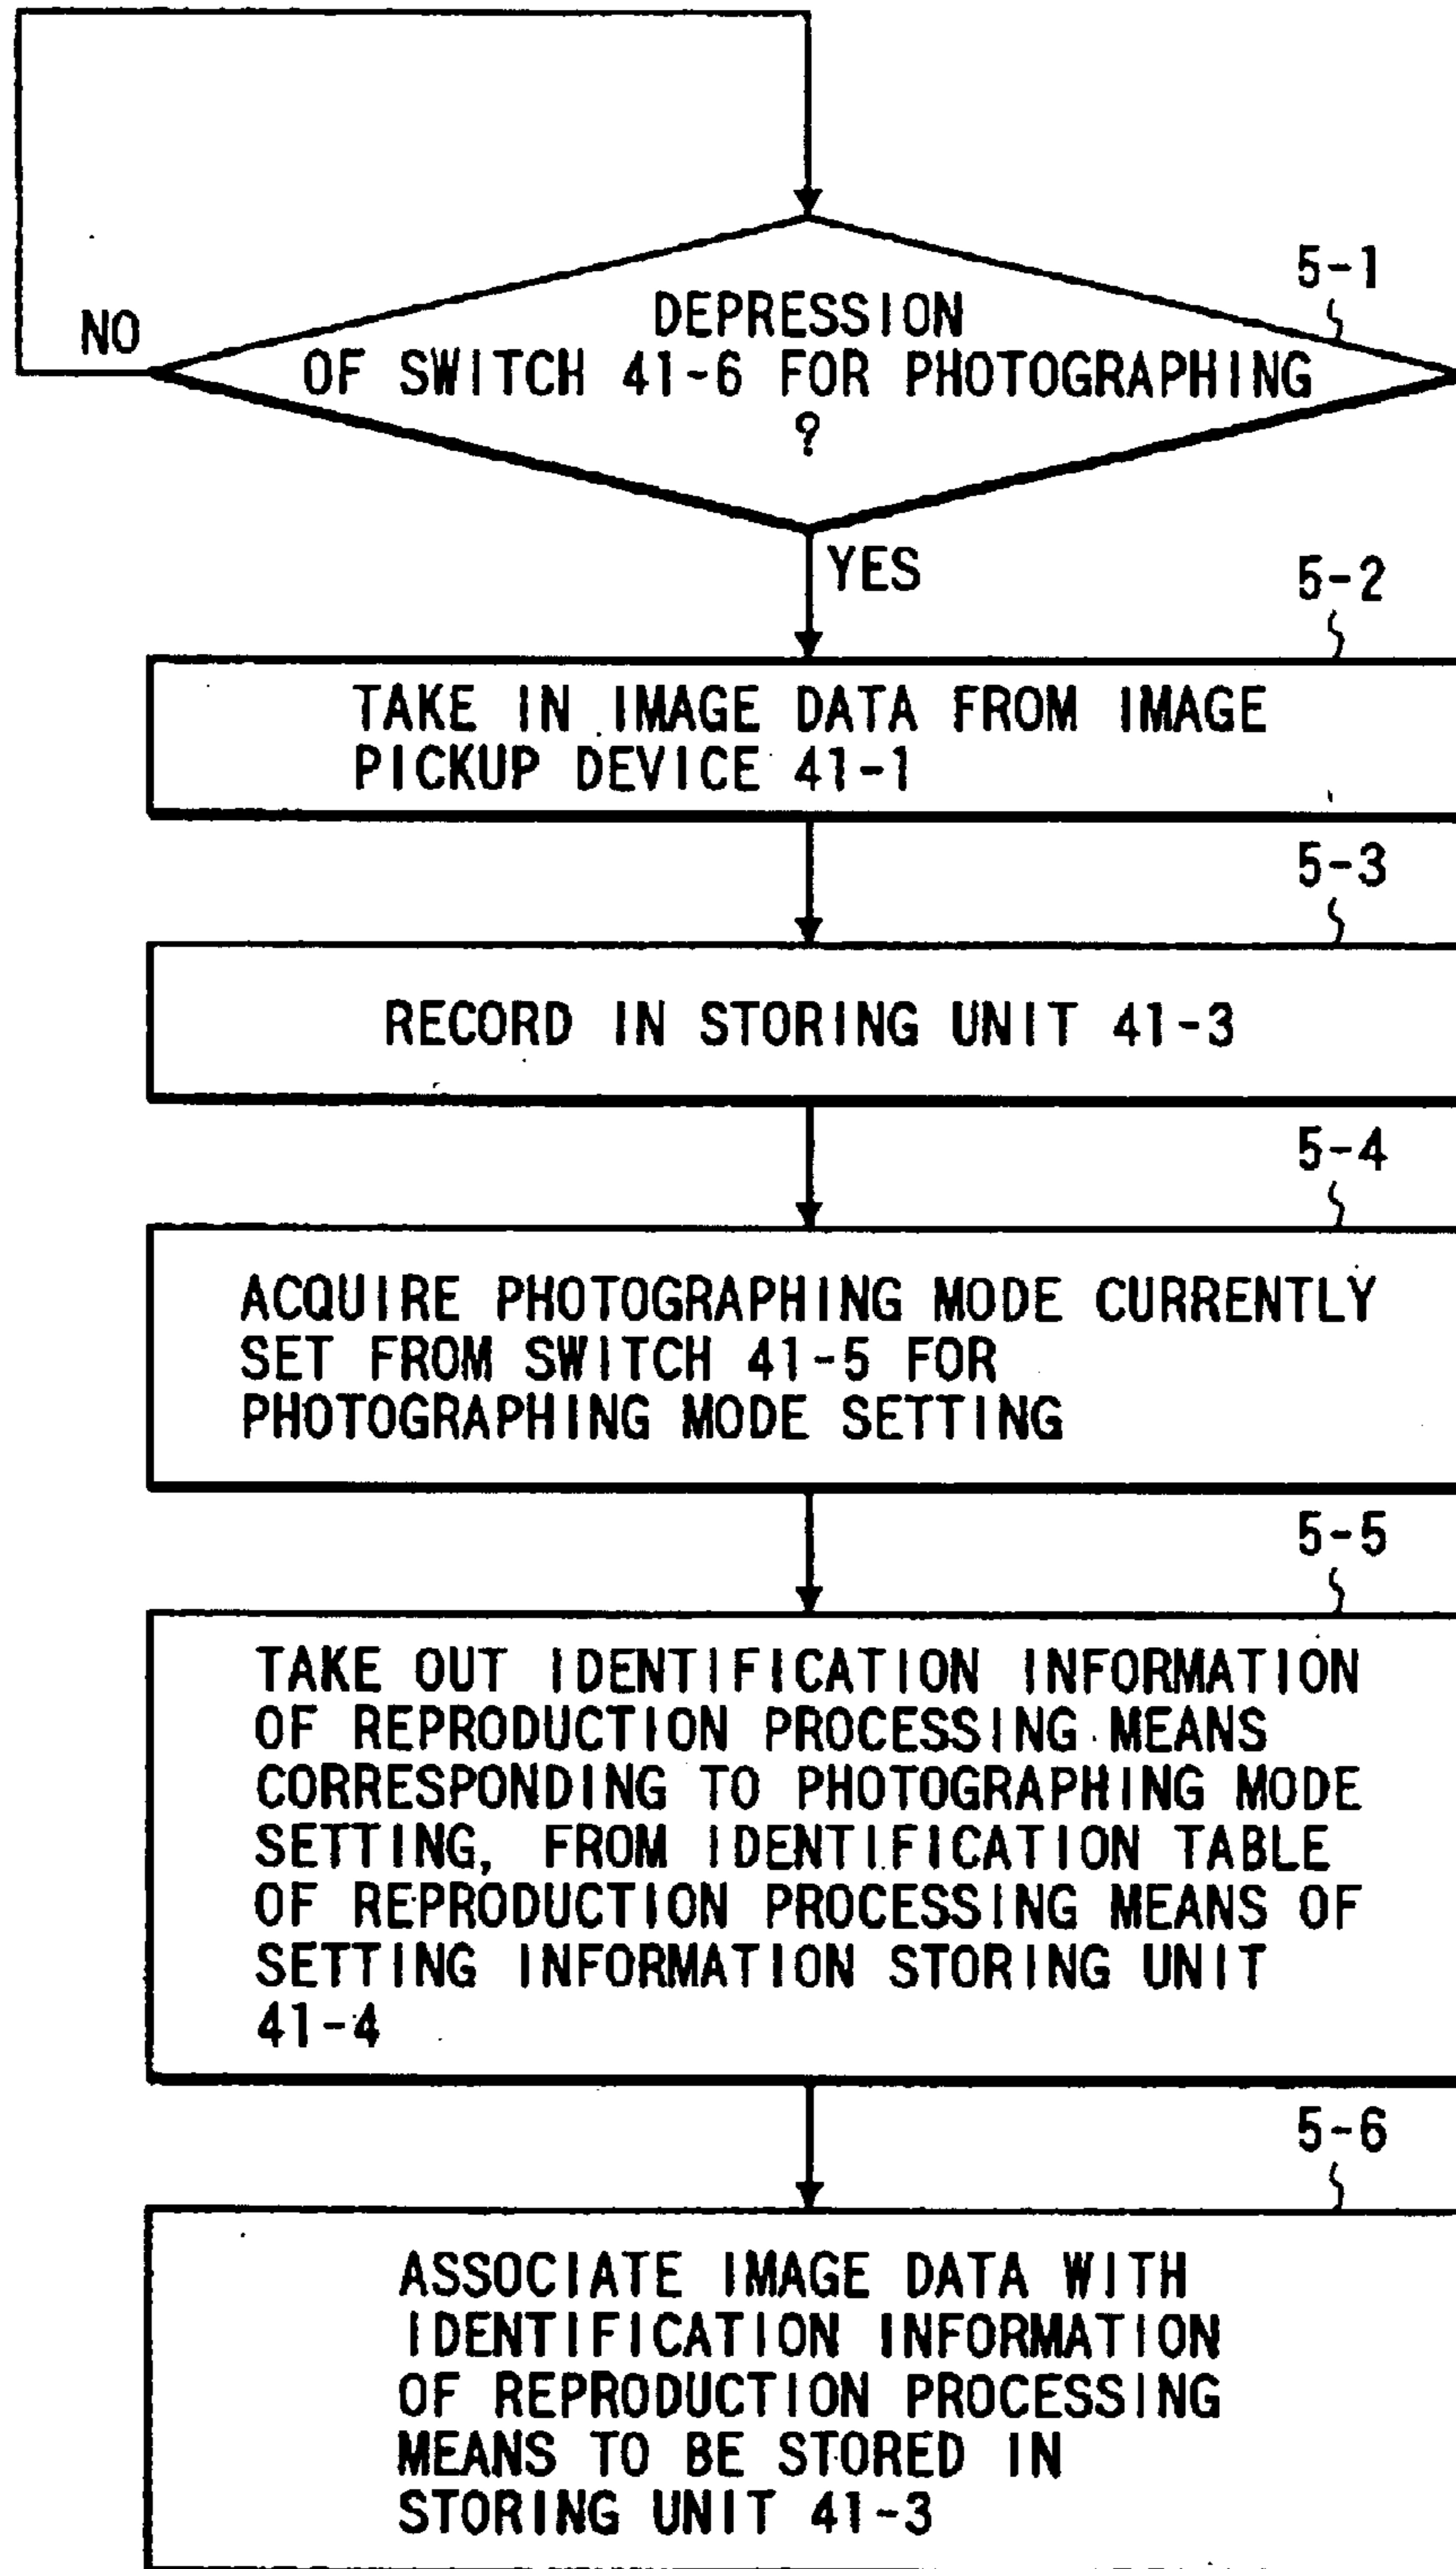 5-1
DEPRESSION
OF SWITCH 41-6 FOR PHOTOGRAPHING
?
NO
YES
5-2
TAKE IN IMAGE DATA FROM IMAGE
PICKUP DEVICE 41-1
5-3
RECORD IN STORING UNIT 41-3
5-4
ACQUIRE PHOTOGRAPHING MODE CURRENTLY
SET FROM SWITCH 41-5 FOR
PHOTOGRAPHING MODE SETTING
5-5
TAKE OUT IDENTIFICATION INFORMATION
OF REPRODUCTION PROCESSING MEANS
CORRESPONDING TO PHOTOGRAPHING MODE
SETTING, FROM IDENTIFICATION TABLE
OF REPRODUCTION PROCESSING MEANS OF
SETTING INFORMATION STORING UNIT
41-4
5-6
ASSOCIATE IMAGE DATA WITH
IDENTIFICATION INFORMATION
OF REPRODUCTION PROCESSING
MEANS TO BE STORED IN
STORING UNIT 41-3